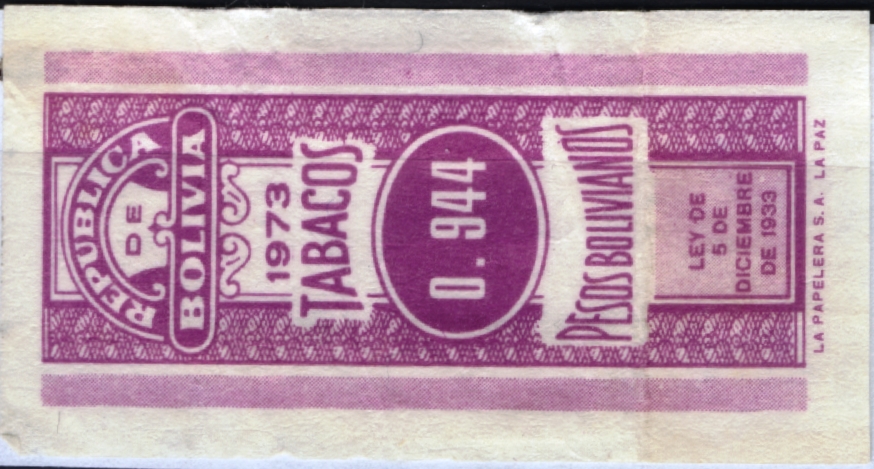 REPUBLICA
DE
BOLIVIA
1973
TABACOS
0.944
PESOS BOLIVIANOS
LEY DE
5 DE
DICIEMBRE
DE 1933
LA PAPELERA S. A. LA PAZ